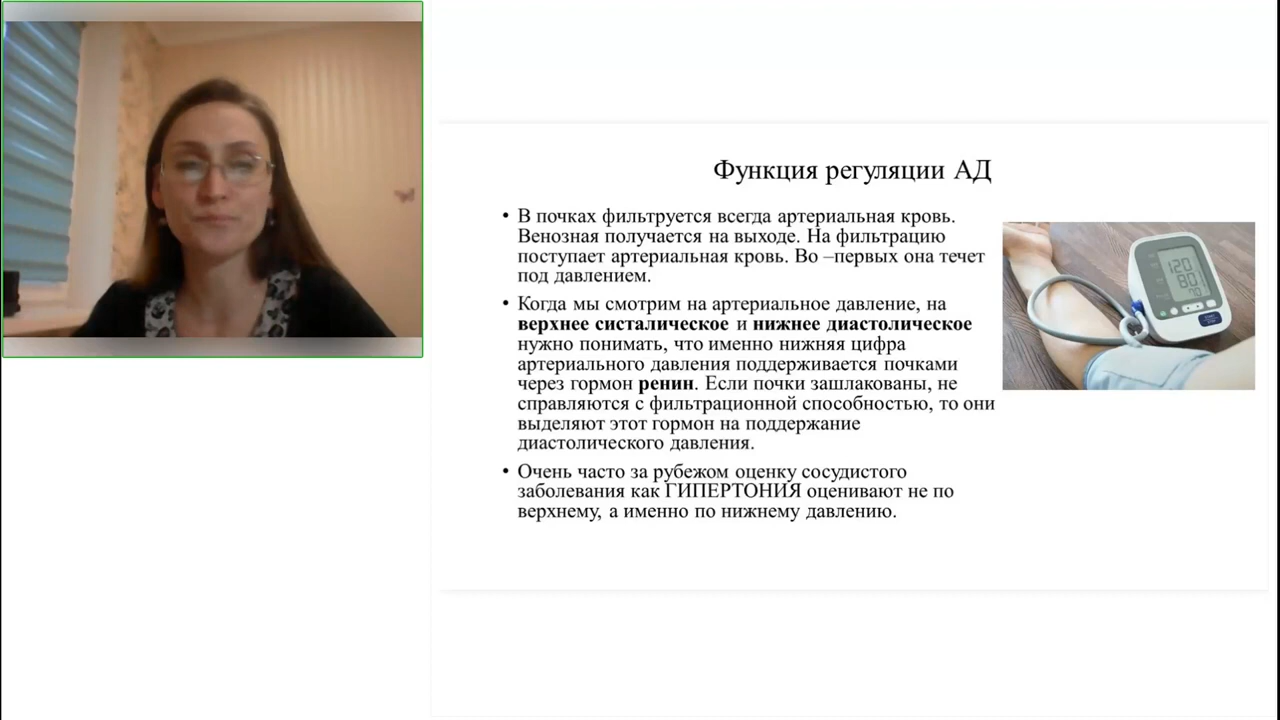 Функция регуляции АД
• В почках фильтруется всегда артериальная кровь.
Венозная получается на выходе. На фильтрацию
поступает артериальная кровь. Во –первых она течет
под давлением.
• Когда мы смотрим на артериальное давление, на
верхнее систалическое и нижнее диастолическое
нужно понимать, что именно нижняя цифра
артериального давления поддерживается почками
через гормон ренин. Если почки зашлакованы, не
справляются с фильтрационной способностью, то они
выделяют этот гормон на поддержание
диастолического давления.
• Очень часто за рубежом оценку сосудистого
заболевания как ГИПЕРТОНИЯ оценивают не по
верхнему, а именно по нижнему давлению.
120
80
70